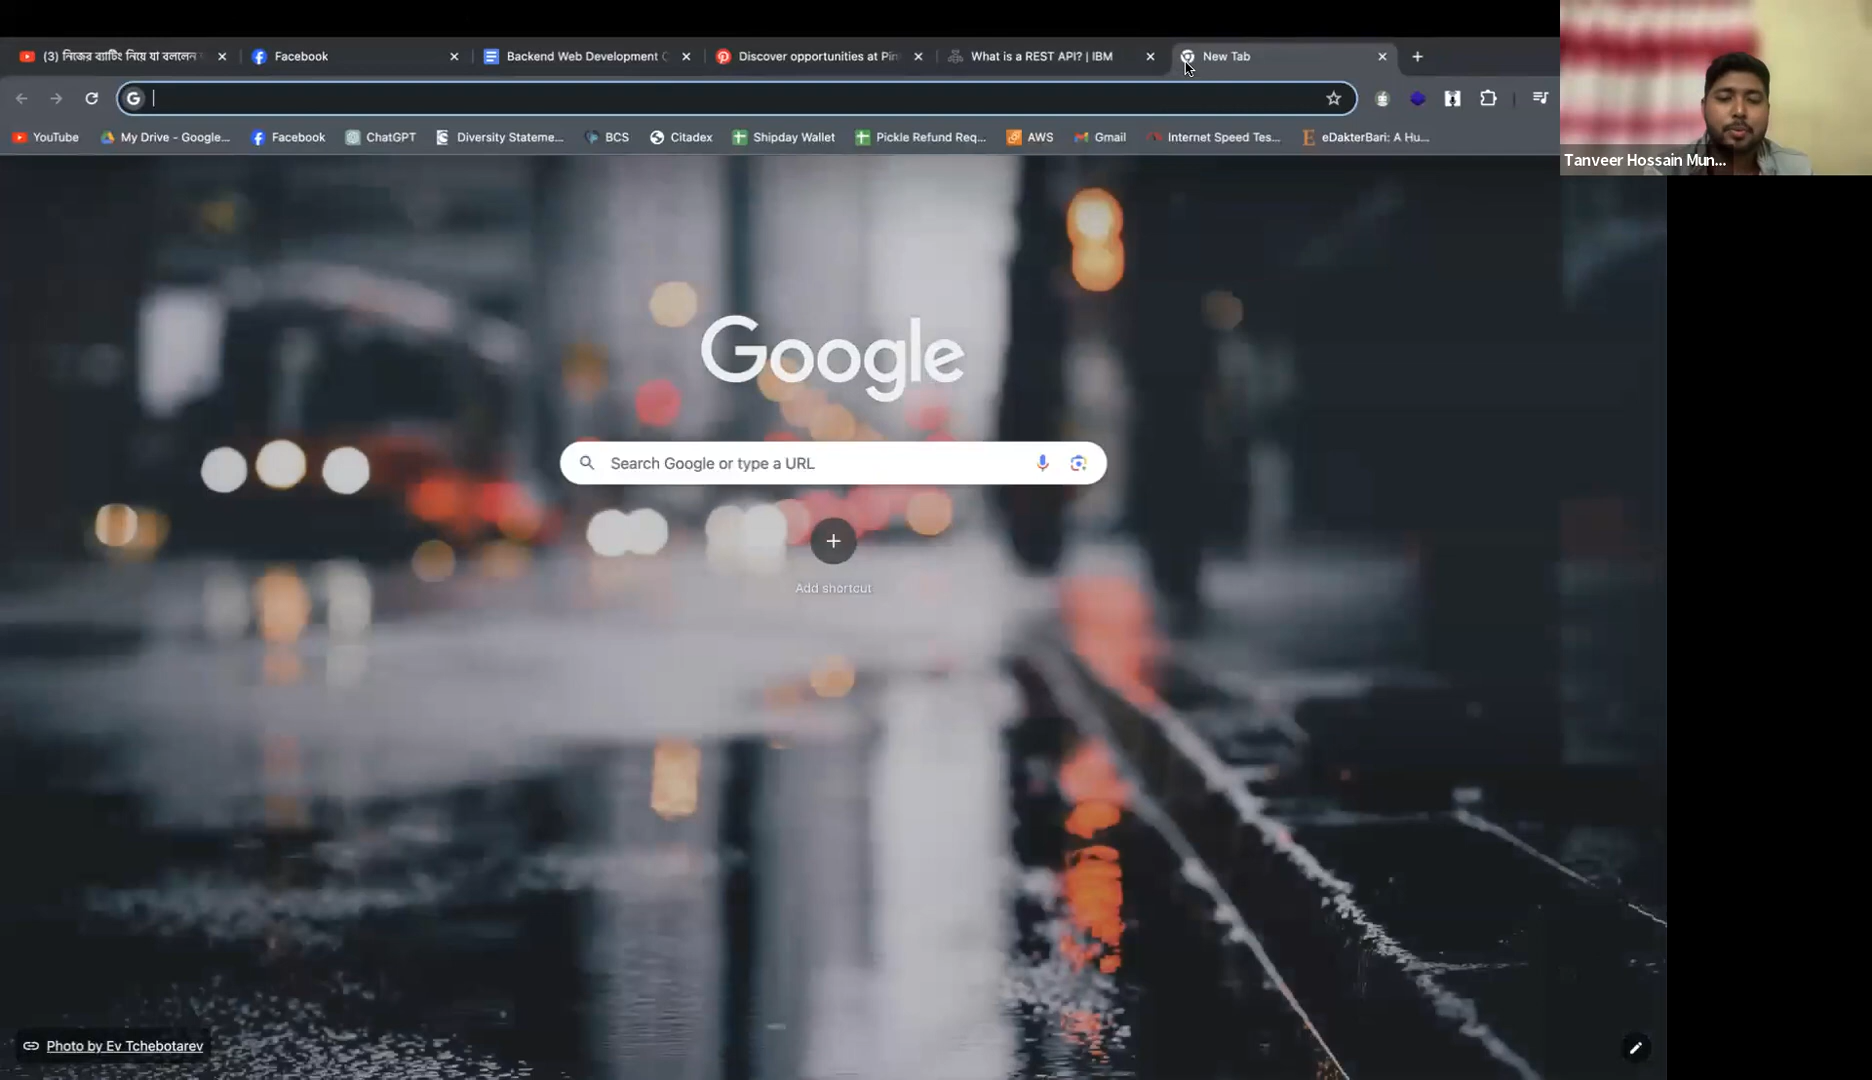 (3) নিজের ব্যাটিং নিয়ে যা বললেন
Facebook
Backend Web Development C
Discover opportunities at Pin
What is a REST API? | IBM
New Tab
YouTube
My Drive - Google...
Facebook
ChatGPT
Diversity Stateme...
BCS
Citadex
Shipday Wallet
Pickle Refund Req...
AWS
Gmail
Internet Speed Tes...
eDakterBari: A Hu...
Tanveer Hossain Mun...
Google
Search Google or type a URL
Add shortcut
Photo by Ev Tchebotarev